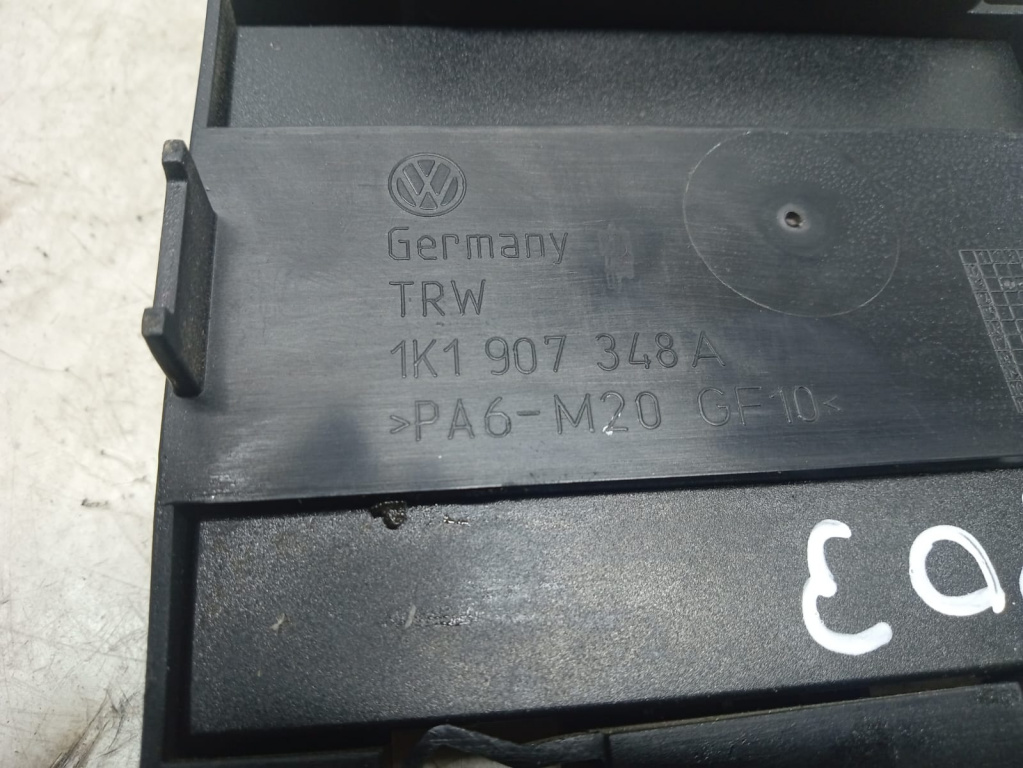 Germany
TRW
1K1 907 348 A
>PA6-M20 GF10<